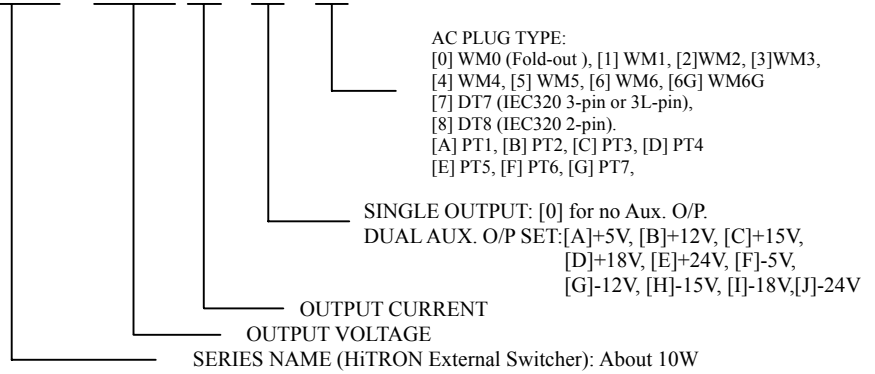 AC PLUG TYPE:
[0] WM0 (Fold-out ), [1] WM1, [2]WM2, [3]WM3,
[4] WM4, [5] WM5, [6] WM6, [6G] WM6G
[7] DT7 (IEC320 3-pin or 3L-pin),
[8] DT8 (IEC320 2-pin).
[A] PT1, [B] PT2, [C] PT3, [D] PT4
[E] PT5, [F] PT6, [G] PT7,
SINGLE OUTPUT: [0] for no Aux. O/P.
DUAL AUX. O/P SET:[A]+5V, [B]+12V, [C]+15V,
[D]+18V, [E]+24V, [F]-5V,
[G]-12V, [H]-15V, [I]-18V,[J]-24V
OUTPUT CURRENT
OUTPUT VOLTAGE
SERIES NAME (HiTRON External Switcher): About 10W